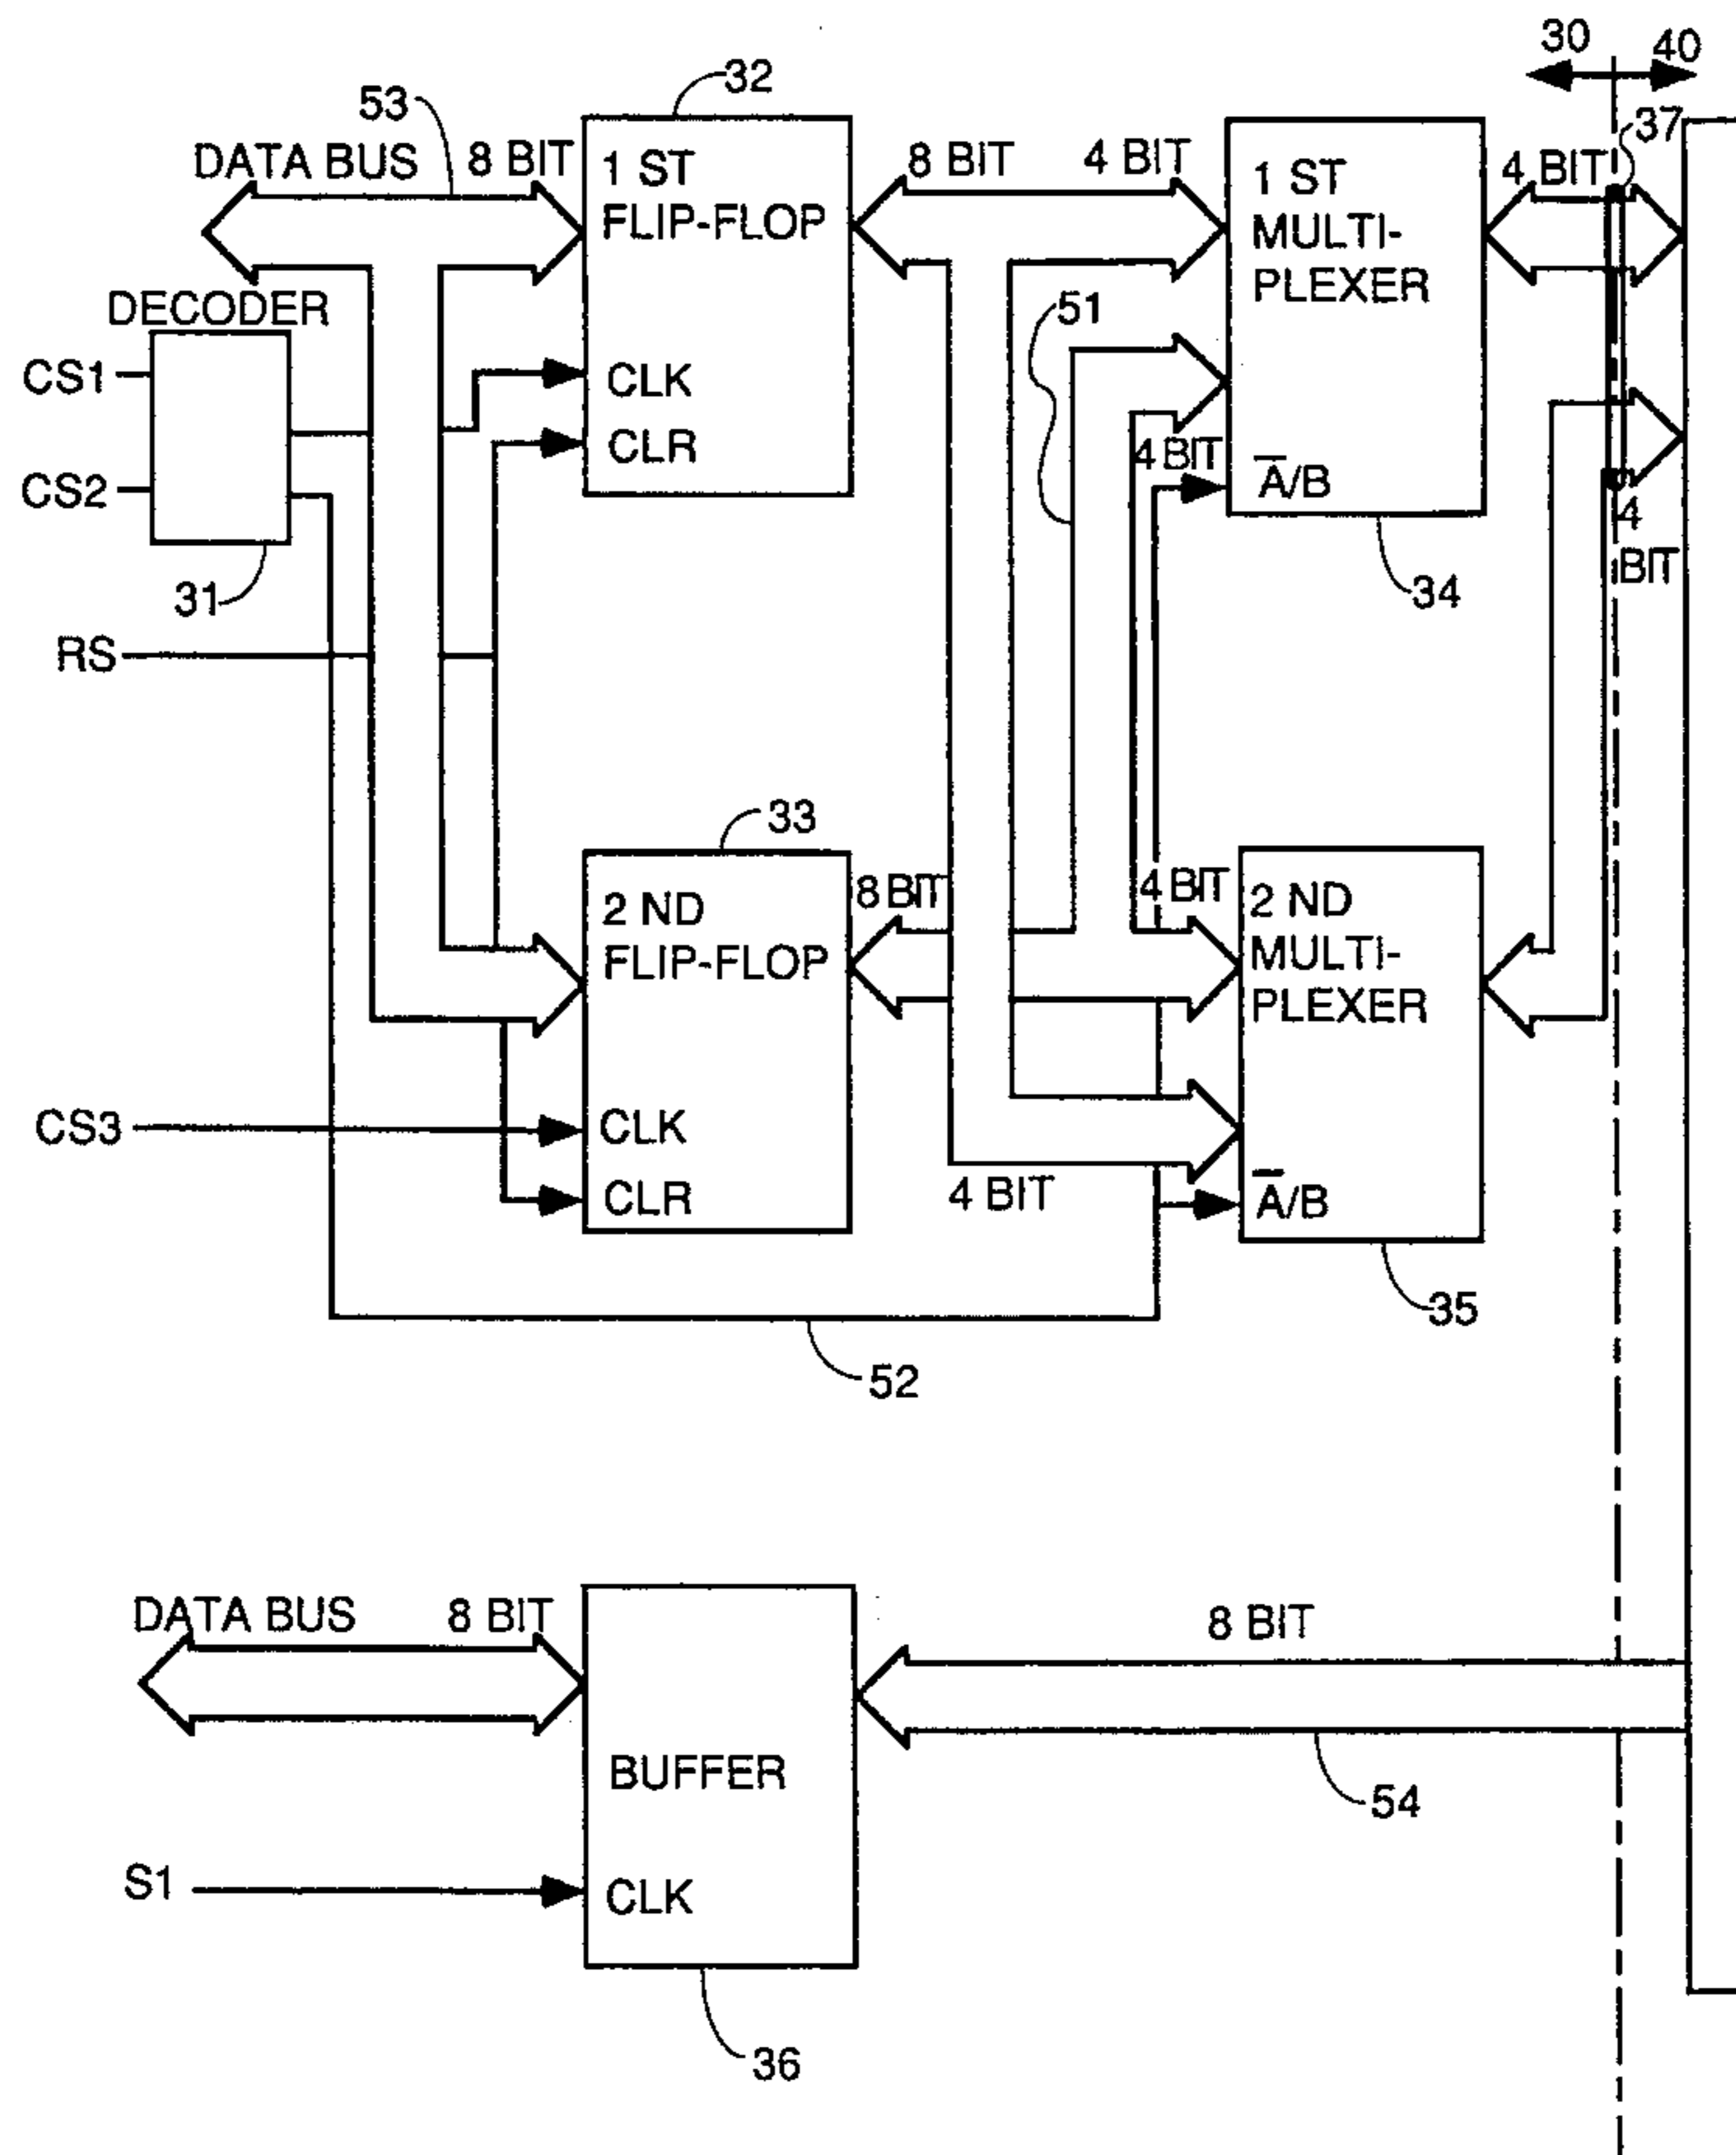 30
40
32
53
37
DATA BUS
8 BIT
8 BIT
4 BIT
4 BIT
1 ST
FLIP-FLOP
1 ST
MULTI-
PLEXER
DECODER
51
CS1
CLK
CLR
4 BIT
A̅/B
CS2
4
BIT
31
34
RS
33
8 BIT
4 BIT
2 ND
FLIP-FLOP
2 ND
MULTI-
PLEXER
CS3
CLK
CLR
4 BIT
A̅/B
35
52
DATA BUS
8 BIT
8 BIT
BUFFER
54
S1
CLK
36